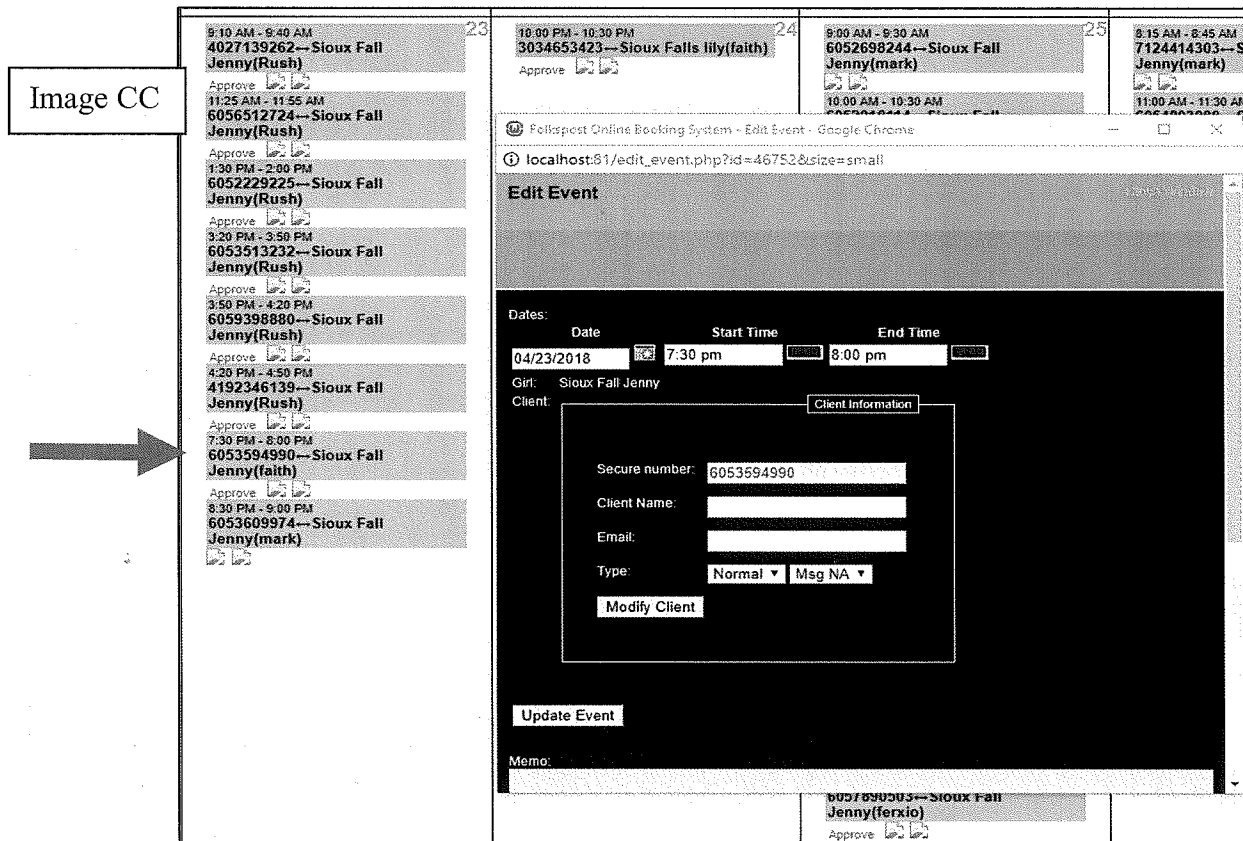 Image CC
23
9:10 AM - 9:40 AM
4027139262--Sioux Fall
Jenny(Rush)
Approve
11:25 AM - 11:55 AM
6056512724--Sioux Fall
Jenny(Rush)
Approve
1:30 PM - 2:00 PM
6052229225--Sioux Fall
Jenny(Rush)
Approve
3:20 PM - 3:50 PM
6053513232--Sioux Fall
Jenny(Rush)
Approve
3:50 PM - 4:20 PM
6059398880--Sioux Fall
Jenny(Rush)
Approve
4:20 PM - 4:50 PM
4192346139--Sioux Fall
Jenny(Rush)
Approve
7:30 PM - 8:00 PM
6053594990--Sioux Fall
Jenny(faith)
Approve
8:30 PM - 9:00 PM
6053609974--Sioux Fall
Jenny(mark)
24
10:00 PM - 10:30 PM
3034653423--Sioux Falls lily(faith)
Approve
25
9:00 AM - 9:30 AM
6052698244--Sioux Fall
Jenny(mark)
10:00 AM - 10:30 AM
8:15 AM - 8:45 AM
7124414303--S
Jenny(mark)
11:00 AM - 11:30 AM
Folkspost Online Booking System - Edit Event - Google Chrome
localhost:81/edit_event.php?id=46752&size=small
Edit Event
Dates:
Date Start Time End Time
04/23/2018 7:30 pm 8:00 pm
Girl: Sioux Fall Jenny
Client:
Client Information
Secure number: 6053594990
Client Name:
Email:
Type: Normal Msg NA
Modify Client
Update Event
Memo:
6057890503--Sioux Fall
Jenny(ferxio)
Approve